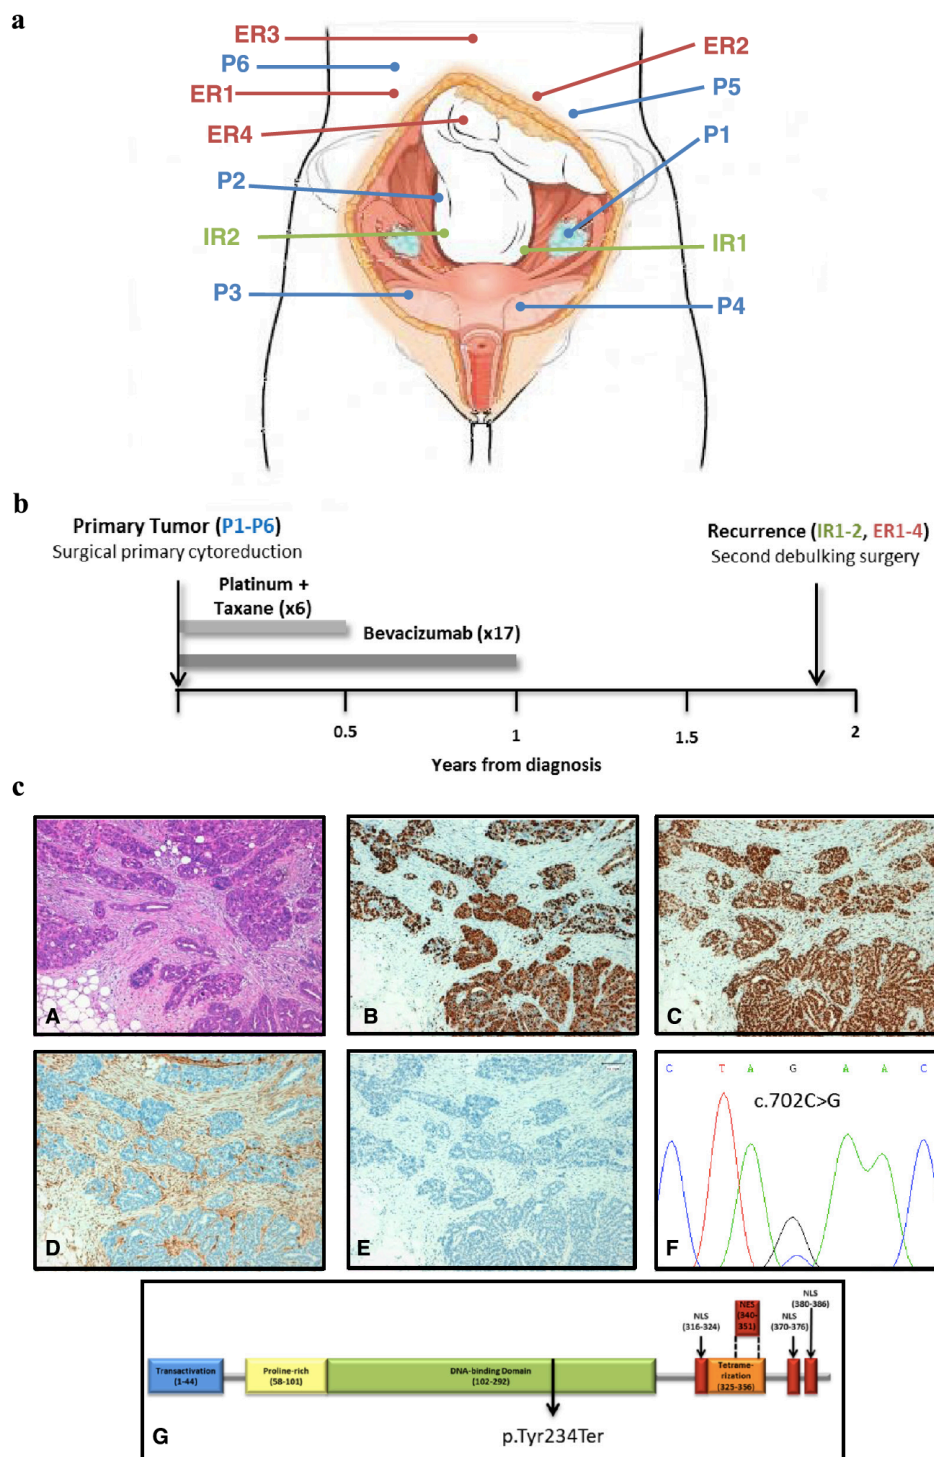 a
ER3
ER2
P6
P5
ER1
ER4
P1
P2
IR2
IR1
P3
P4
b
Primary Tumor (P1-P6)
Surgical primary cytoreduction
Recurrence (IR1-2, ER1-4)
Second debulking surgery
Platinum +
Taxane (x6)
Bevacizumab (x17)
0.5
1
1.5
2
Years from diagnosis
c
A
B
C
D
E
C T A G A A C
c.702C>G
F
NLS
(380-386)
NLS
(316-324)
NES
(340-
351)
NLS
(370-376)
Transactivation
(1-44)
Proline-rich
(58-101)
DNA-binding Domain
(102-292)
Tetrame-
rization
(325-356)
p.Tyr234Ter
G